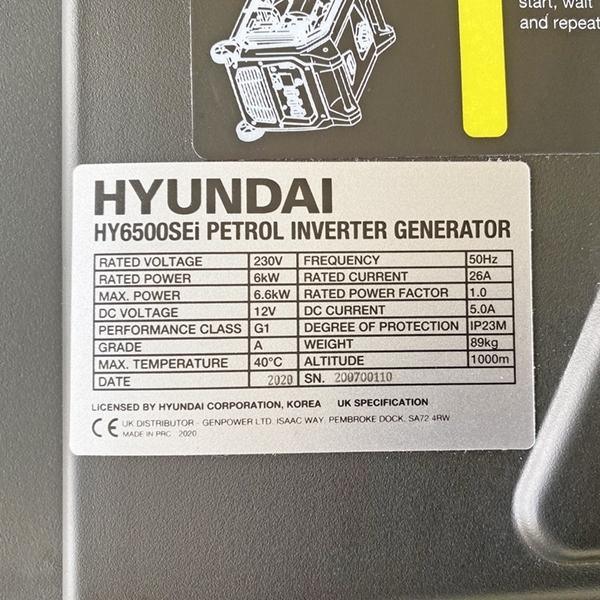 start, wait
and repeat
HYUNDAI
HY6500SEi PETROL INVERTER GENERATOR
RATED VOLTAGE 230V FREQUENCY 50Hz
RATED POWER 6kW RATED CURRENT 26A
MAX. POWER 6.6kW RATED POWER FACTOR 1.0
DC VOLTAGE 12V DC CURRENT 5.0A
PERFORMANCE CLASS G1 DEGREE OF PROTECTION IP23M
GRADE A WEIGHT 89kg
MAX. TEMPERATURE 40°C ALTITUDE 1000m
DATE 2020 SN. 200700110
LICENSED BY HYUNDAI CORPORATION, KOREA UK SPECIFICATION
CE UK DISTRIBUTOR - GENPOWER LTD. ISAAC WAY, PEMBROKE DOCK. SA72 4RW
MADE IN PRC 2020